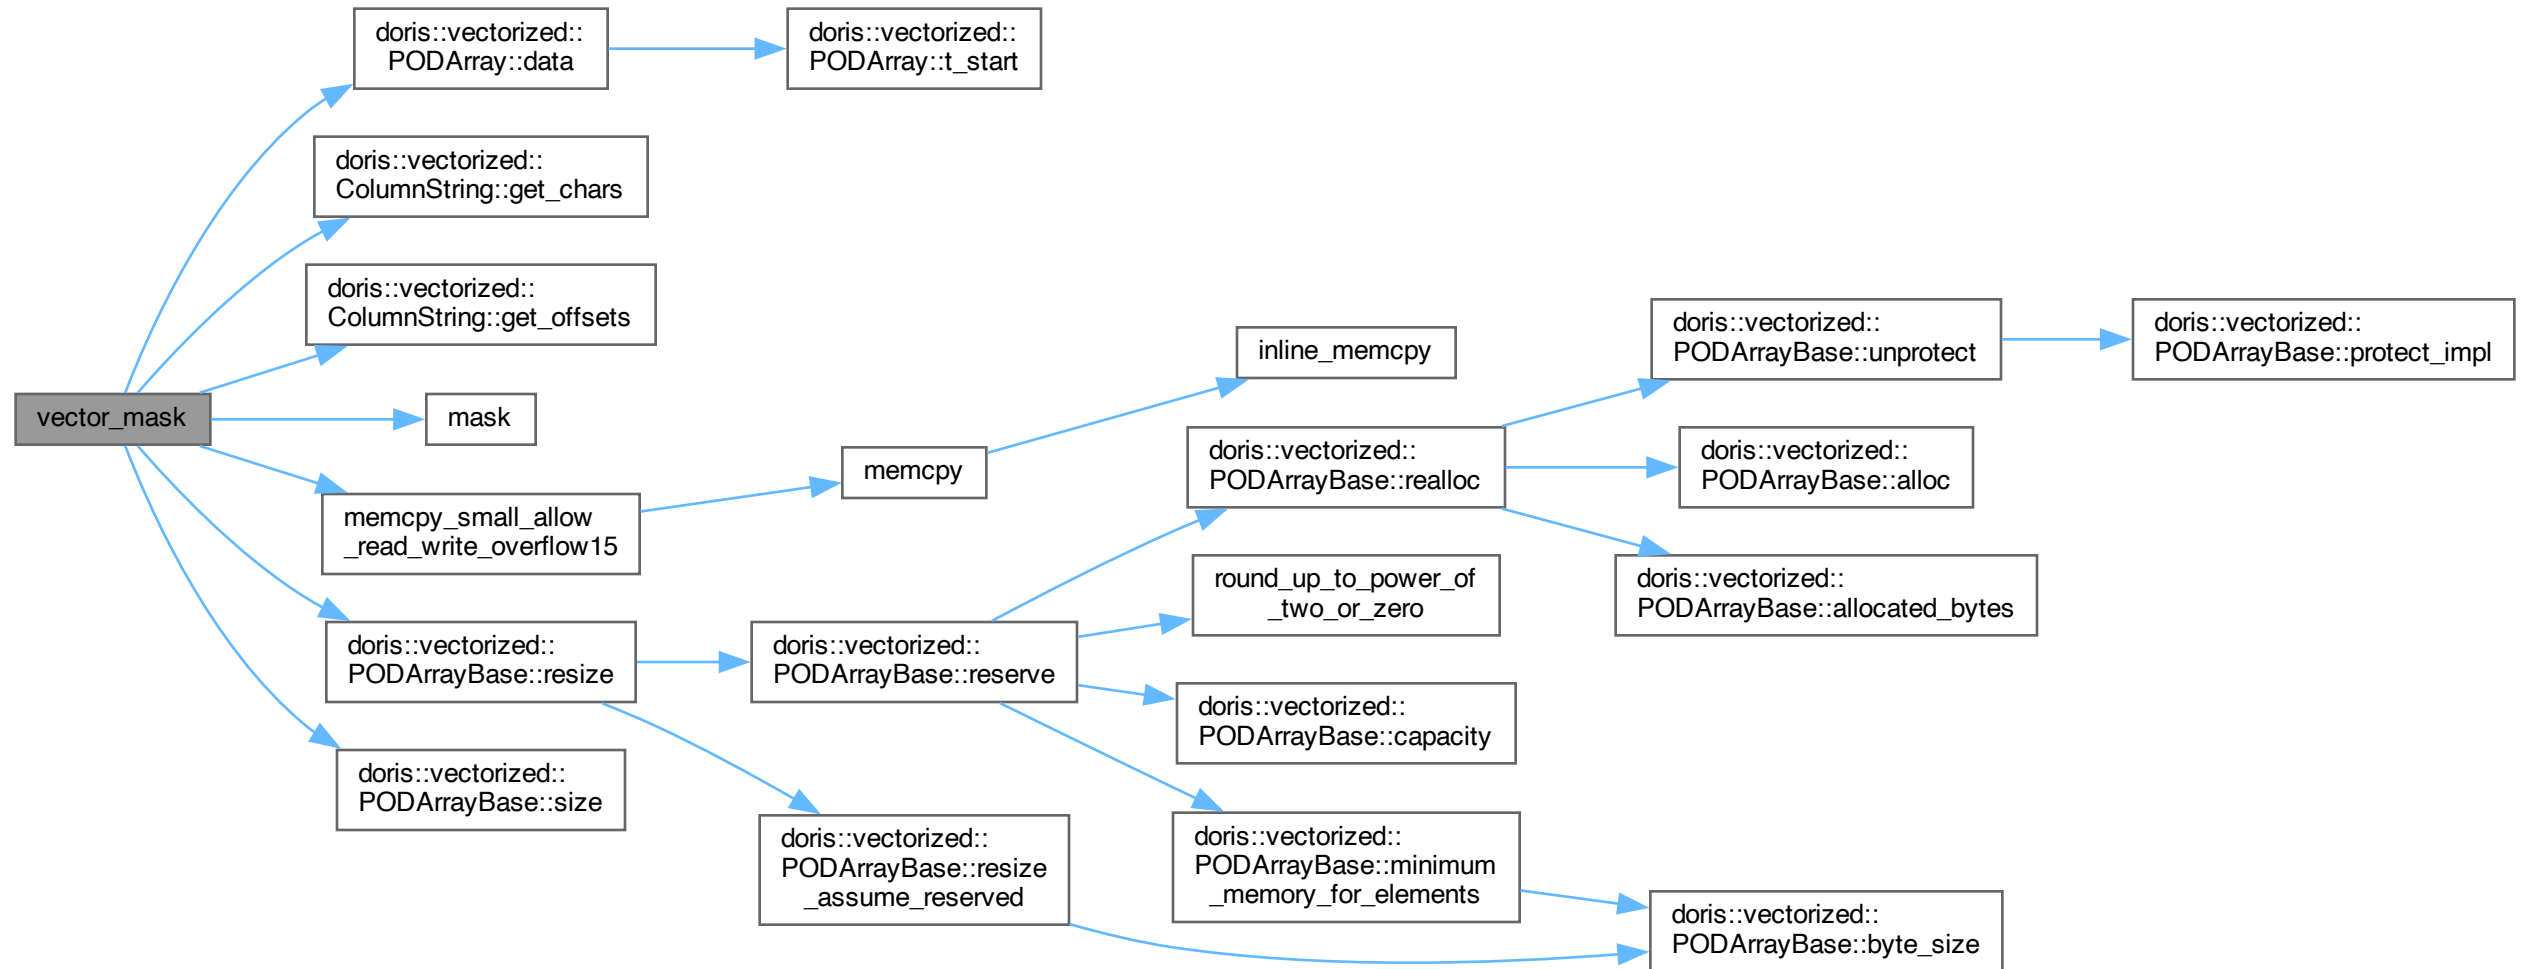 doris::vectorized::
PODArray::data
doris::vectorized::
PODArray::t_start
doris::vectorized::
ColumnString::get_chars
doris::vectorized::
ColumnString::get_offsets
vector_mask
mask
memcpy_small_allow
_read_write_overflow15
memcpy
inline_memcpy
doris::vectorized::
PODArrayBase::resize
doris::vectorized::
PODArrayBase::size
doris::vectorized::
PODArrayBase::reserve
doris::vectorized::
PODArrayBase::resize
_assume_reserved
doris::vectorized::
PODArrayBase::realloc
round_up_to_power_of
_two_or_zero
doris::vectorized::
PODArrayBase::capacity
doris::vectorized::
PODArrayBase::minimum
_memory_for_elements
doris::vectorized::
PODArrayBase::unprotect
doris::vectorized::
PODArrayBase::protect_impl
doris::vectorized::
PODArrayBase::alloc
doris::vectorized::
PODArrayBase::allocated_bytes
doris::vectorized::
PODArrayBase::byte_size